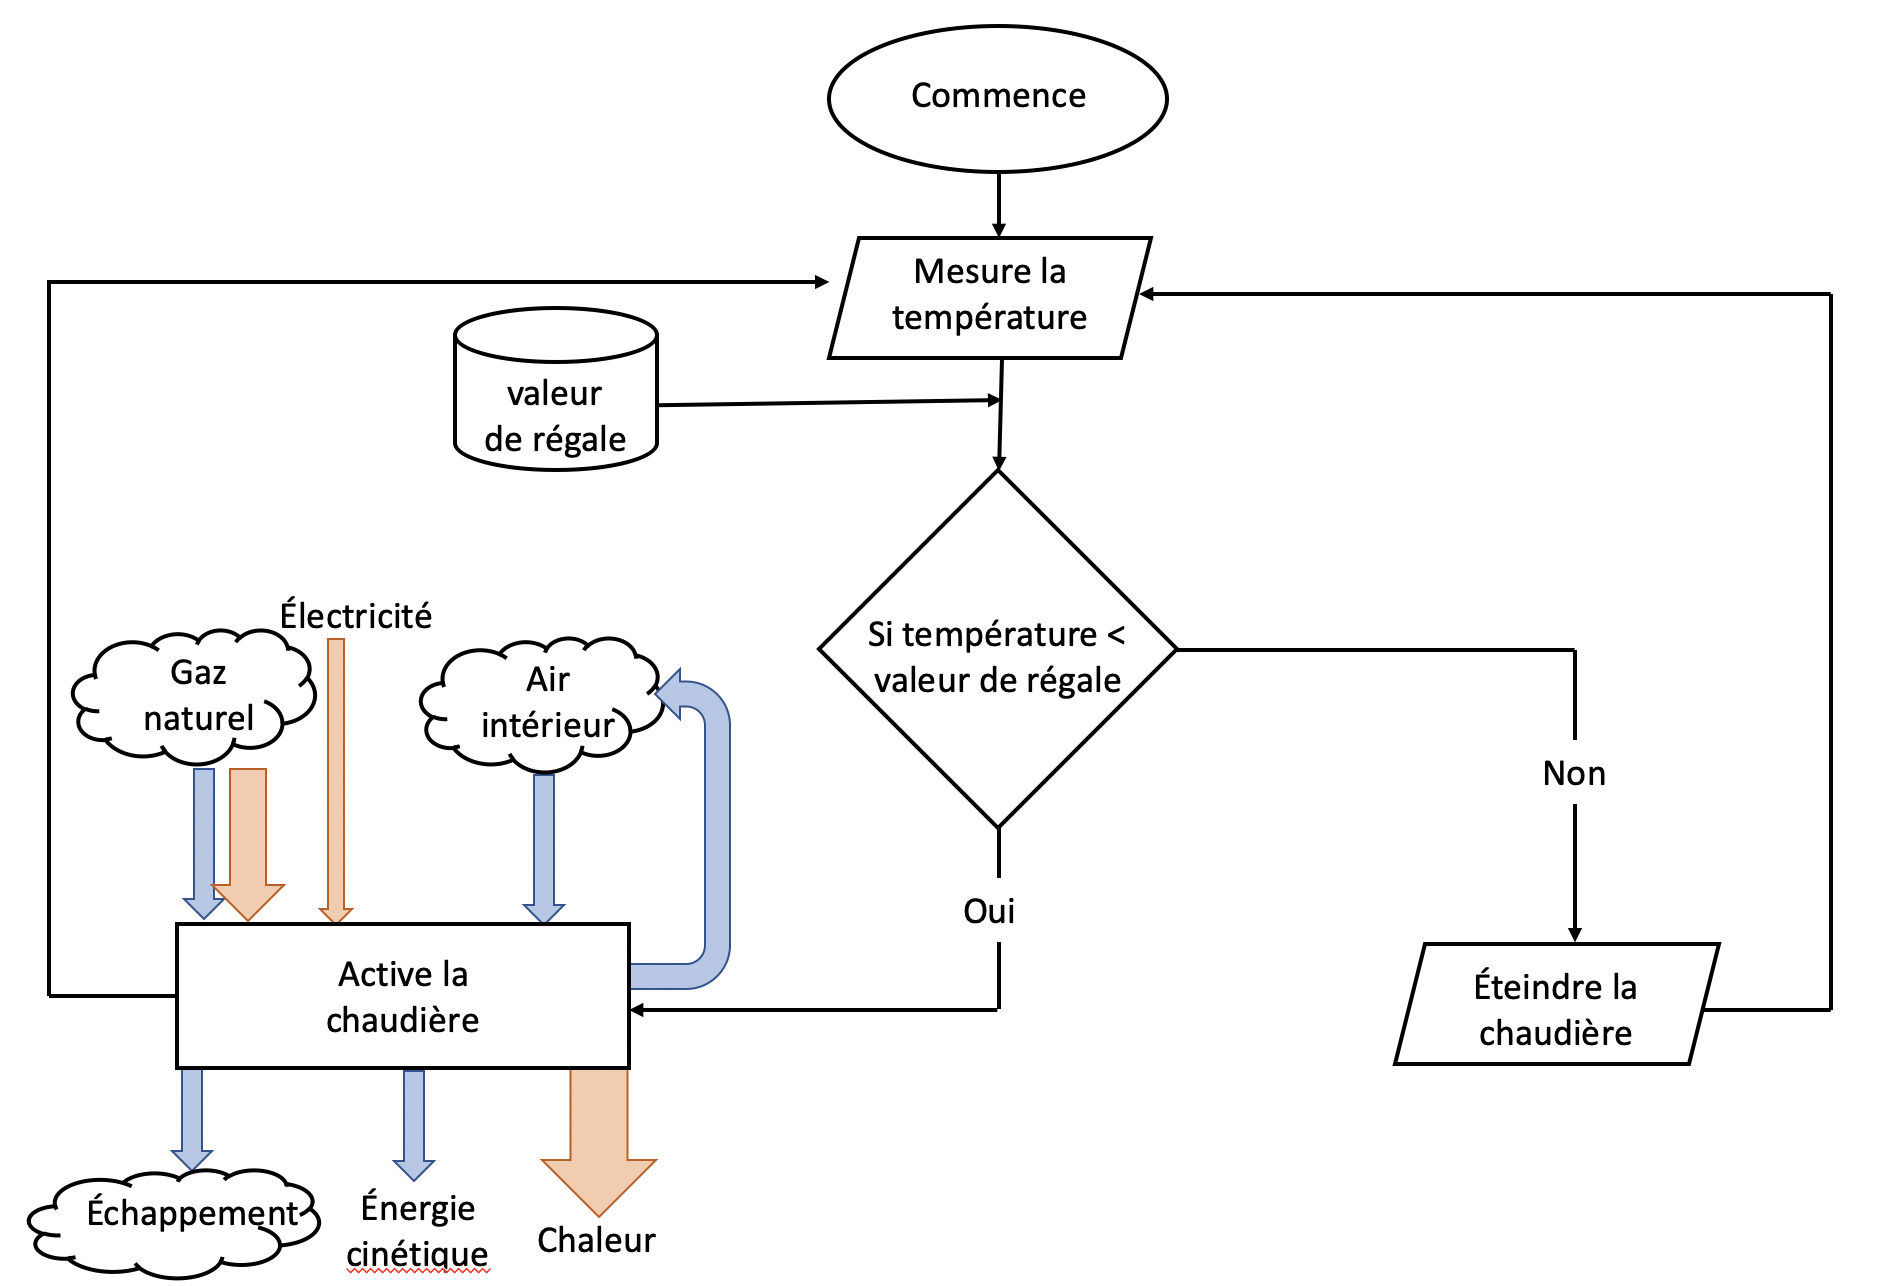 Commence
Mesure la
température
valeur
de régale
Si température <
valeur de régale
Électricité
Gaz
naturel
Air
intérieur
Non
Oui
Active la
chaudière
Éteindre la
chaudière
Échappement
Énergie
cinétique
Chaleur